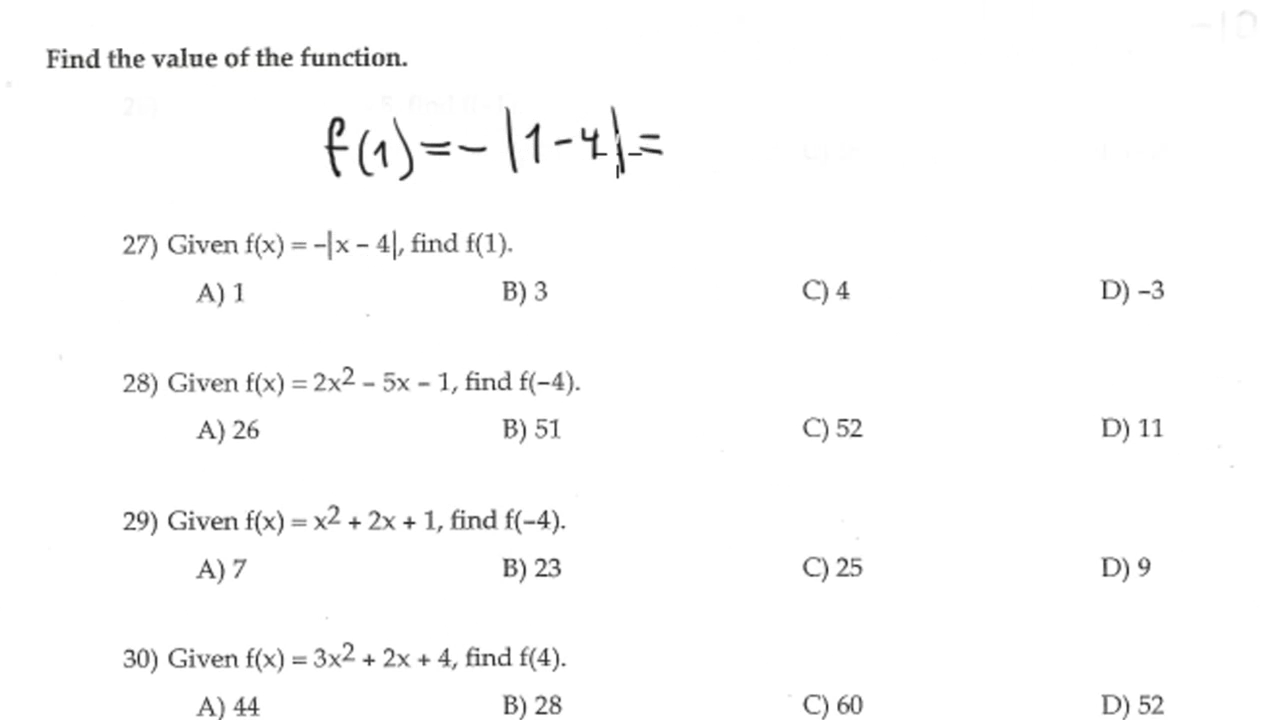 -10
Find the value of the function.
f(1)=-|1-4|=
27) Given f(x) = -|x - 4|, find f(1).
A) 1 B) 3 C) 4 D) -3
28) Given f(x) = 2x² - 5x - 1, find f(-4).
A) 26 B) 51 C) 52 D) 11
29) Given f(x) = x² + 2x + 1, find f(-4).
A) 7 B) 23 C) 25 D) 9
30) Given f(x) = 3x² + 2x + 4, find f(4).
A) 44 B) 28 C) 60 D) 52